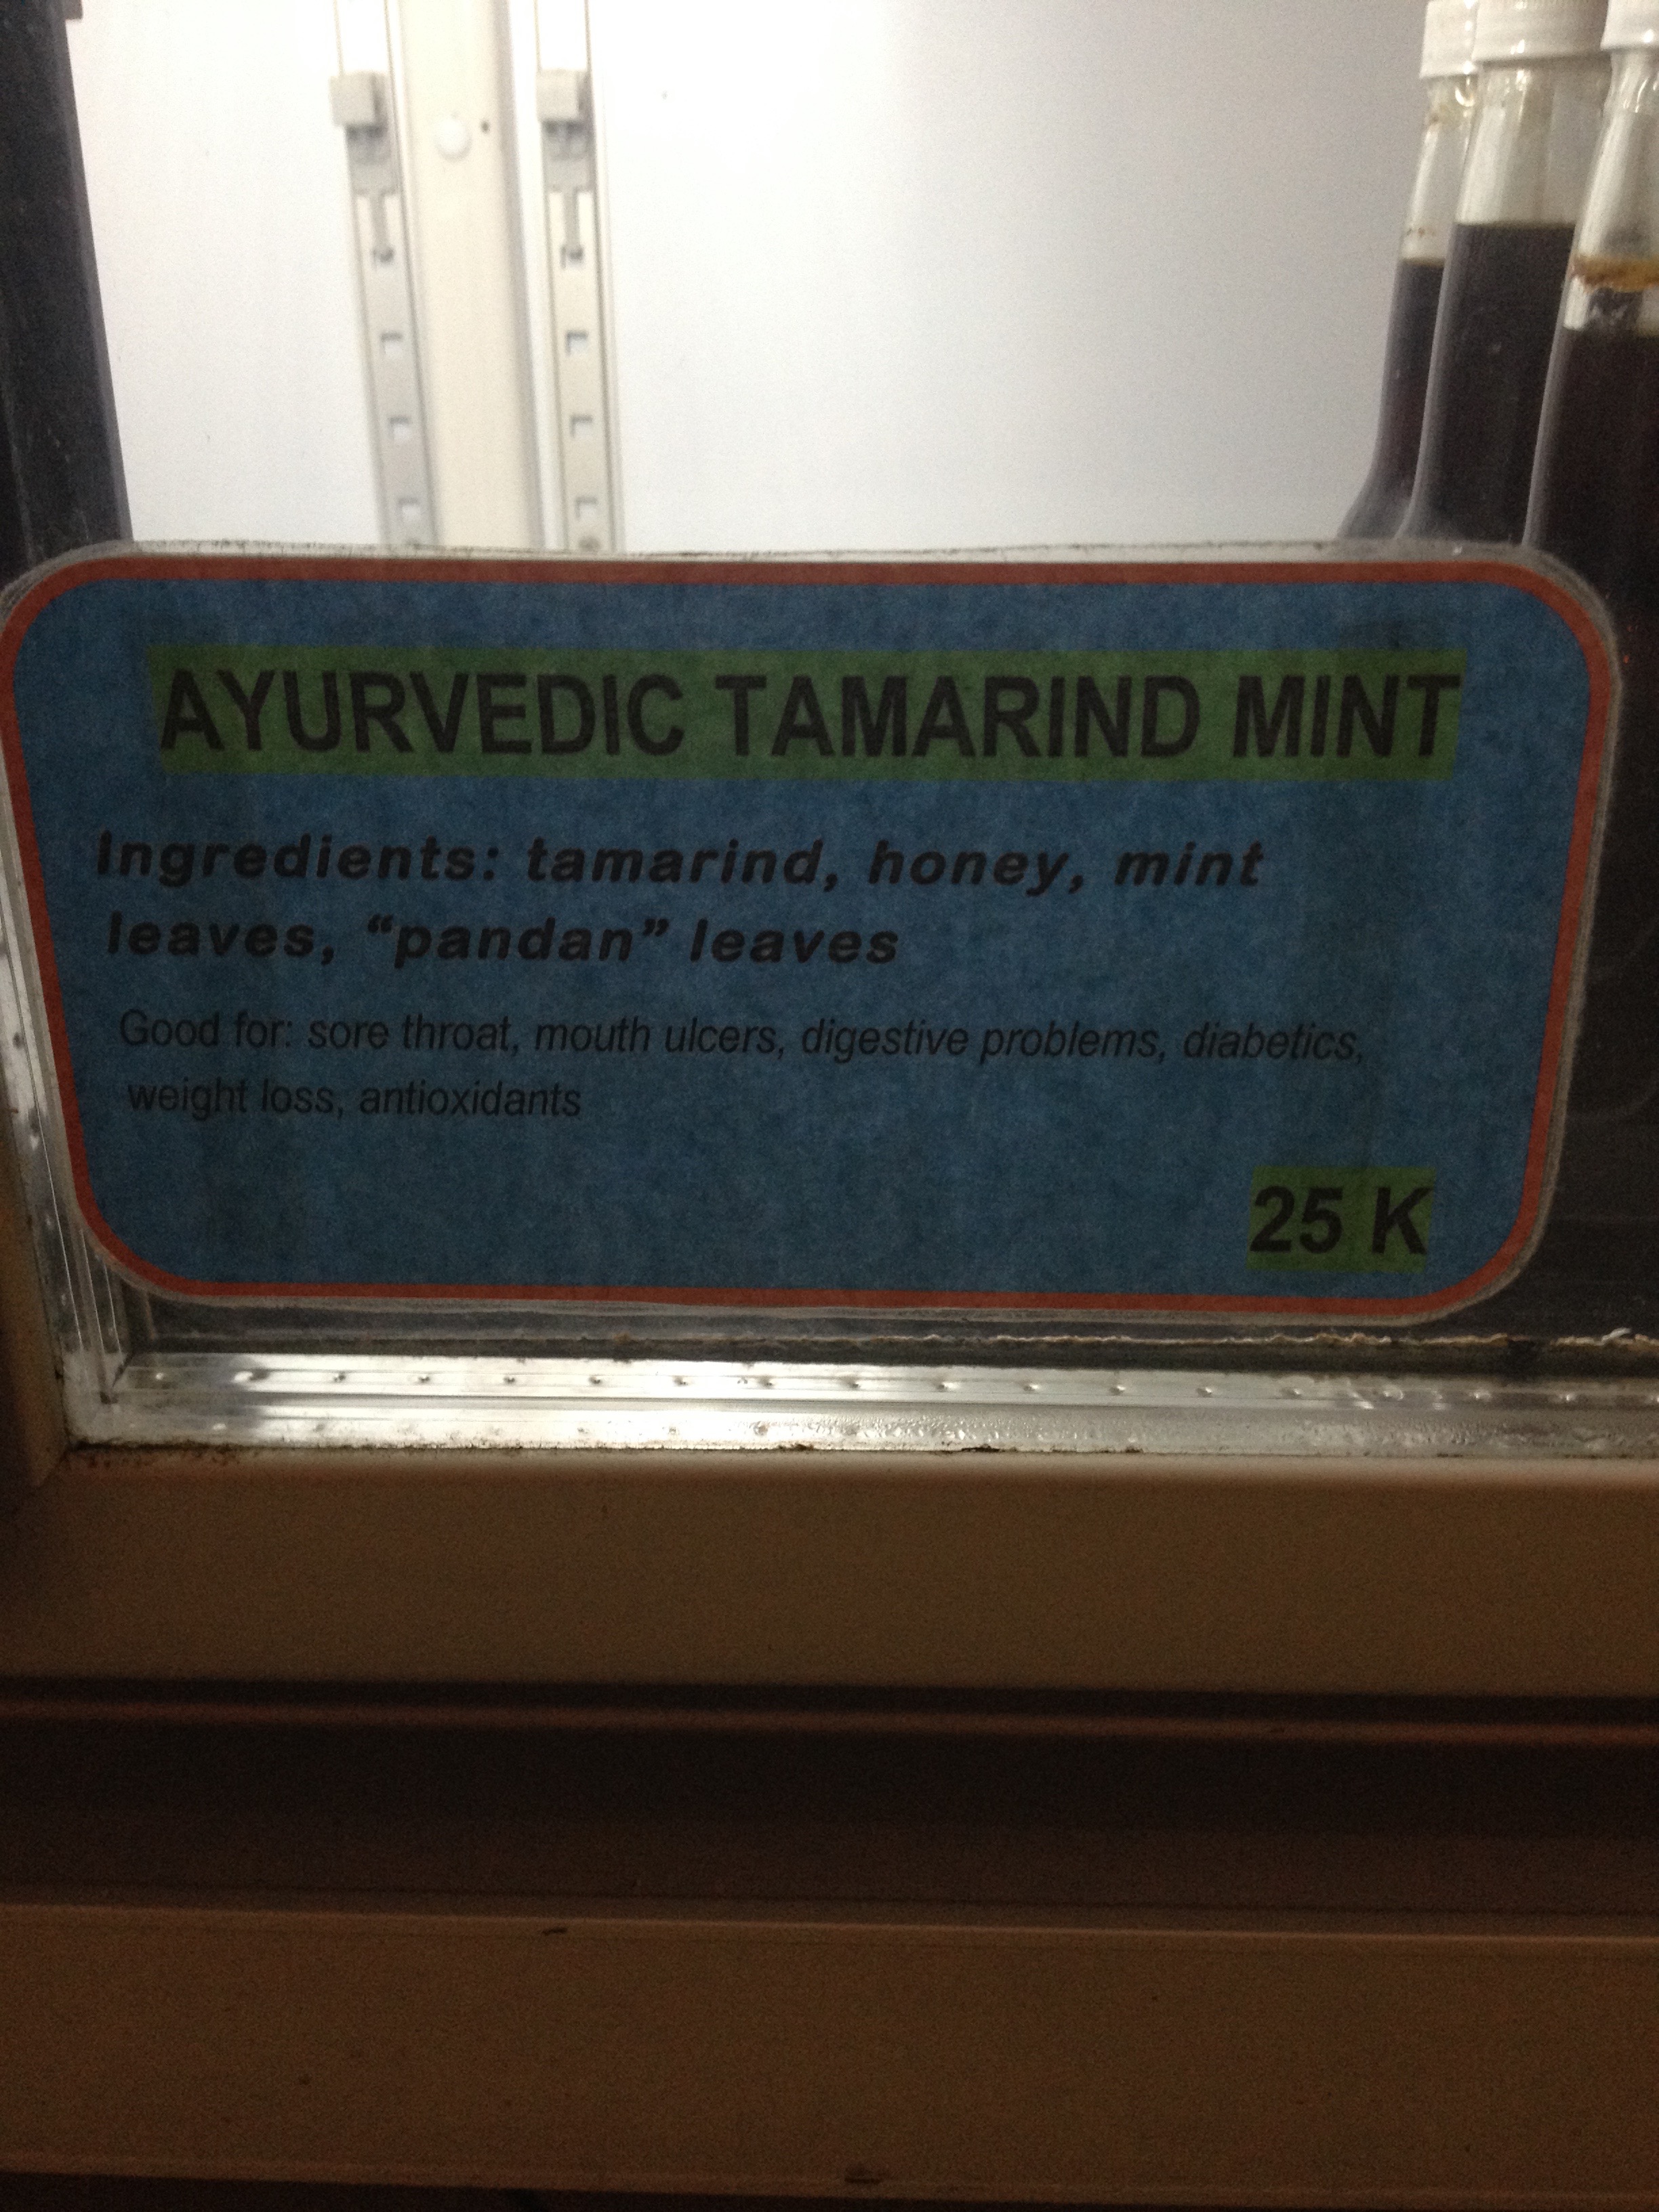 AYURVEDIC TAMARIND MINT
Ingredients: tamarind, honey, mint
leaves, “pandan” leaves
Good for: sore throat, mouth ulcers, digestive problems, diabetics,
weight loss, antioxidants
25 K